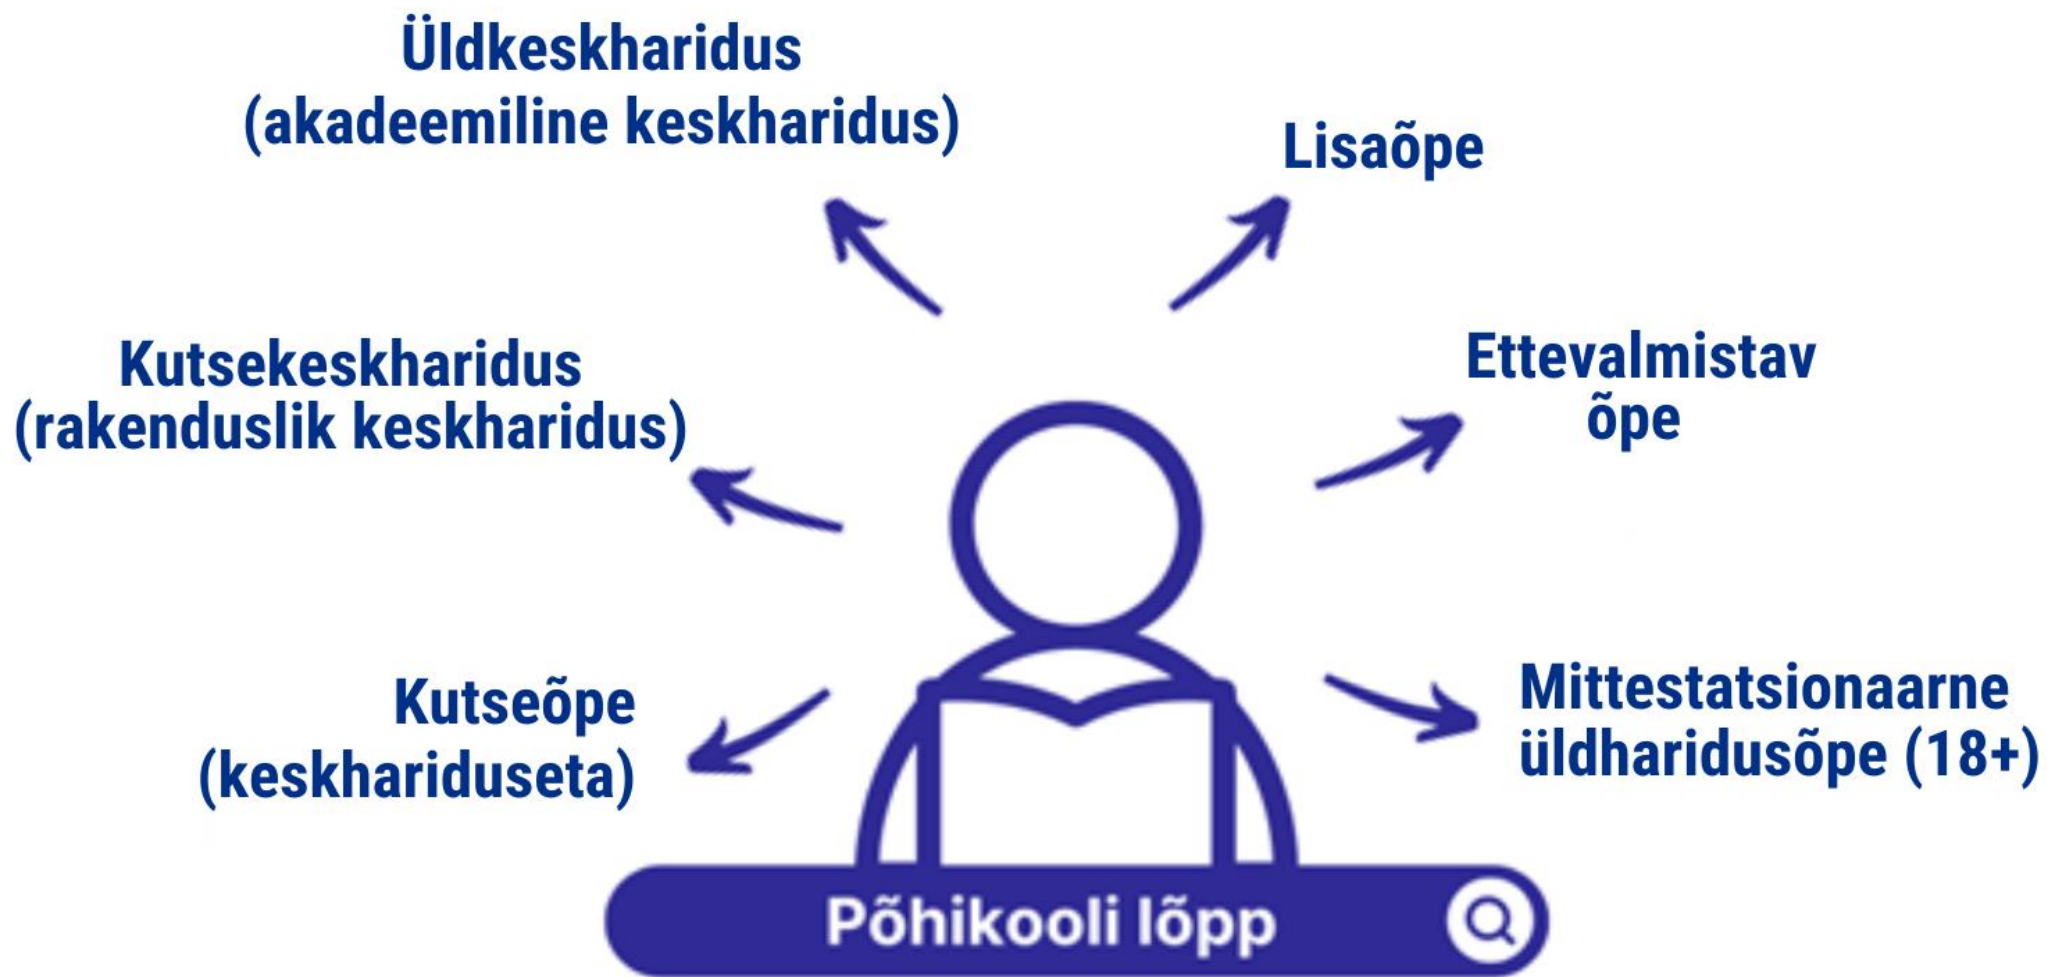 Üldkeskharidus
(akadeemiline keskharidus)
Lisaõpe
Kutsekeskharidus
(rakenduslik keskharidus)
Ettevalmistav
õpe
Kutseõpe
(keskhariduseta)
Mittestatsionaarne
üldharidusõpe (18+)
Põhikooli lõpp